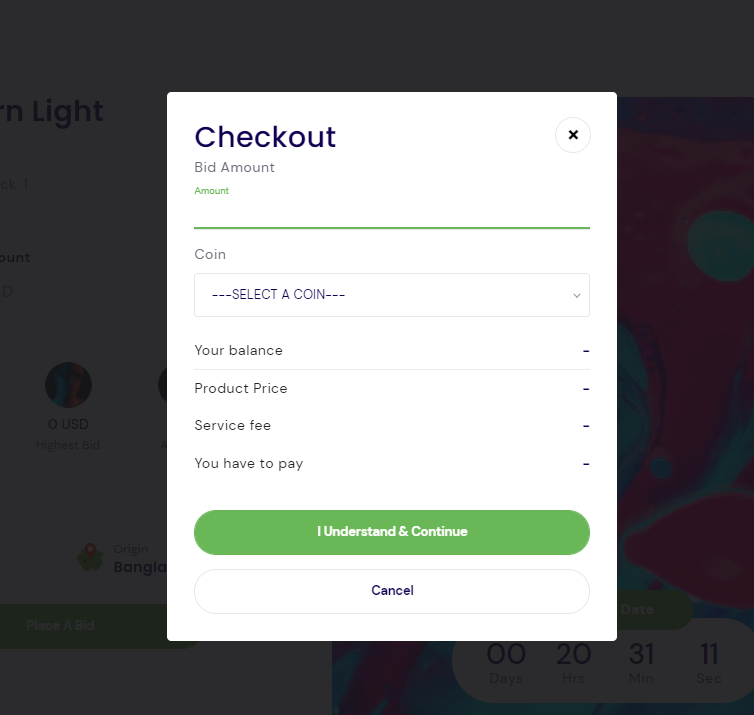 rn Light
ck 1
Checkout
Bid Amount
Amount
ount
D
Coin
---SELECT A COIN---
Your balance -
Product Price -
Service fee -
You have to pay -
0 USD
Highest Bid
A
I Understand & Continue
Origin
Bangla
Cancel
Place A Bid
Date
00 20 31 11
Days Hrs Min Sec